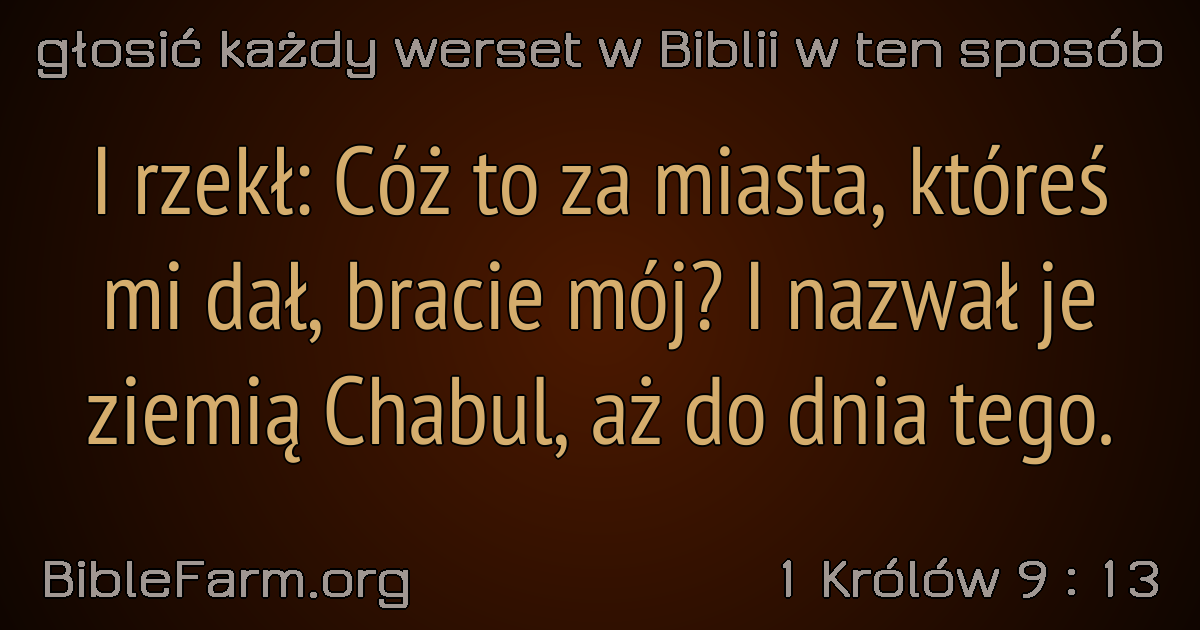 głosić każdy werset w Biblii w ten sposób
I rzekł: Cóż to za miasta, któreś
mi dał, bracie mój? I nazwał je
ziemią Chabul, aż do dnia tego.
BibleFarm.org
1 Królów 9 : 13